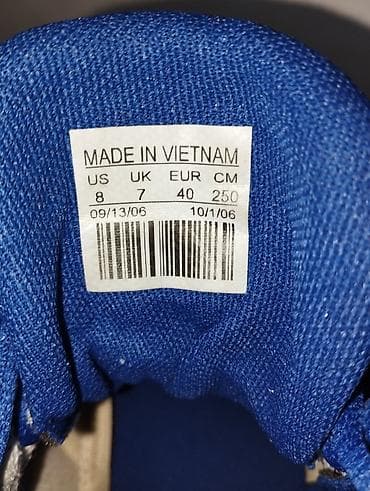 MADE IN VIETNAM
US UK EUR CM
8 7 40 250
09/13/06 10/1/06